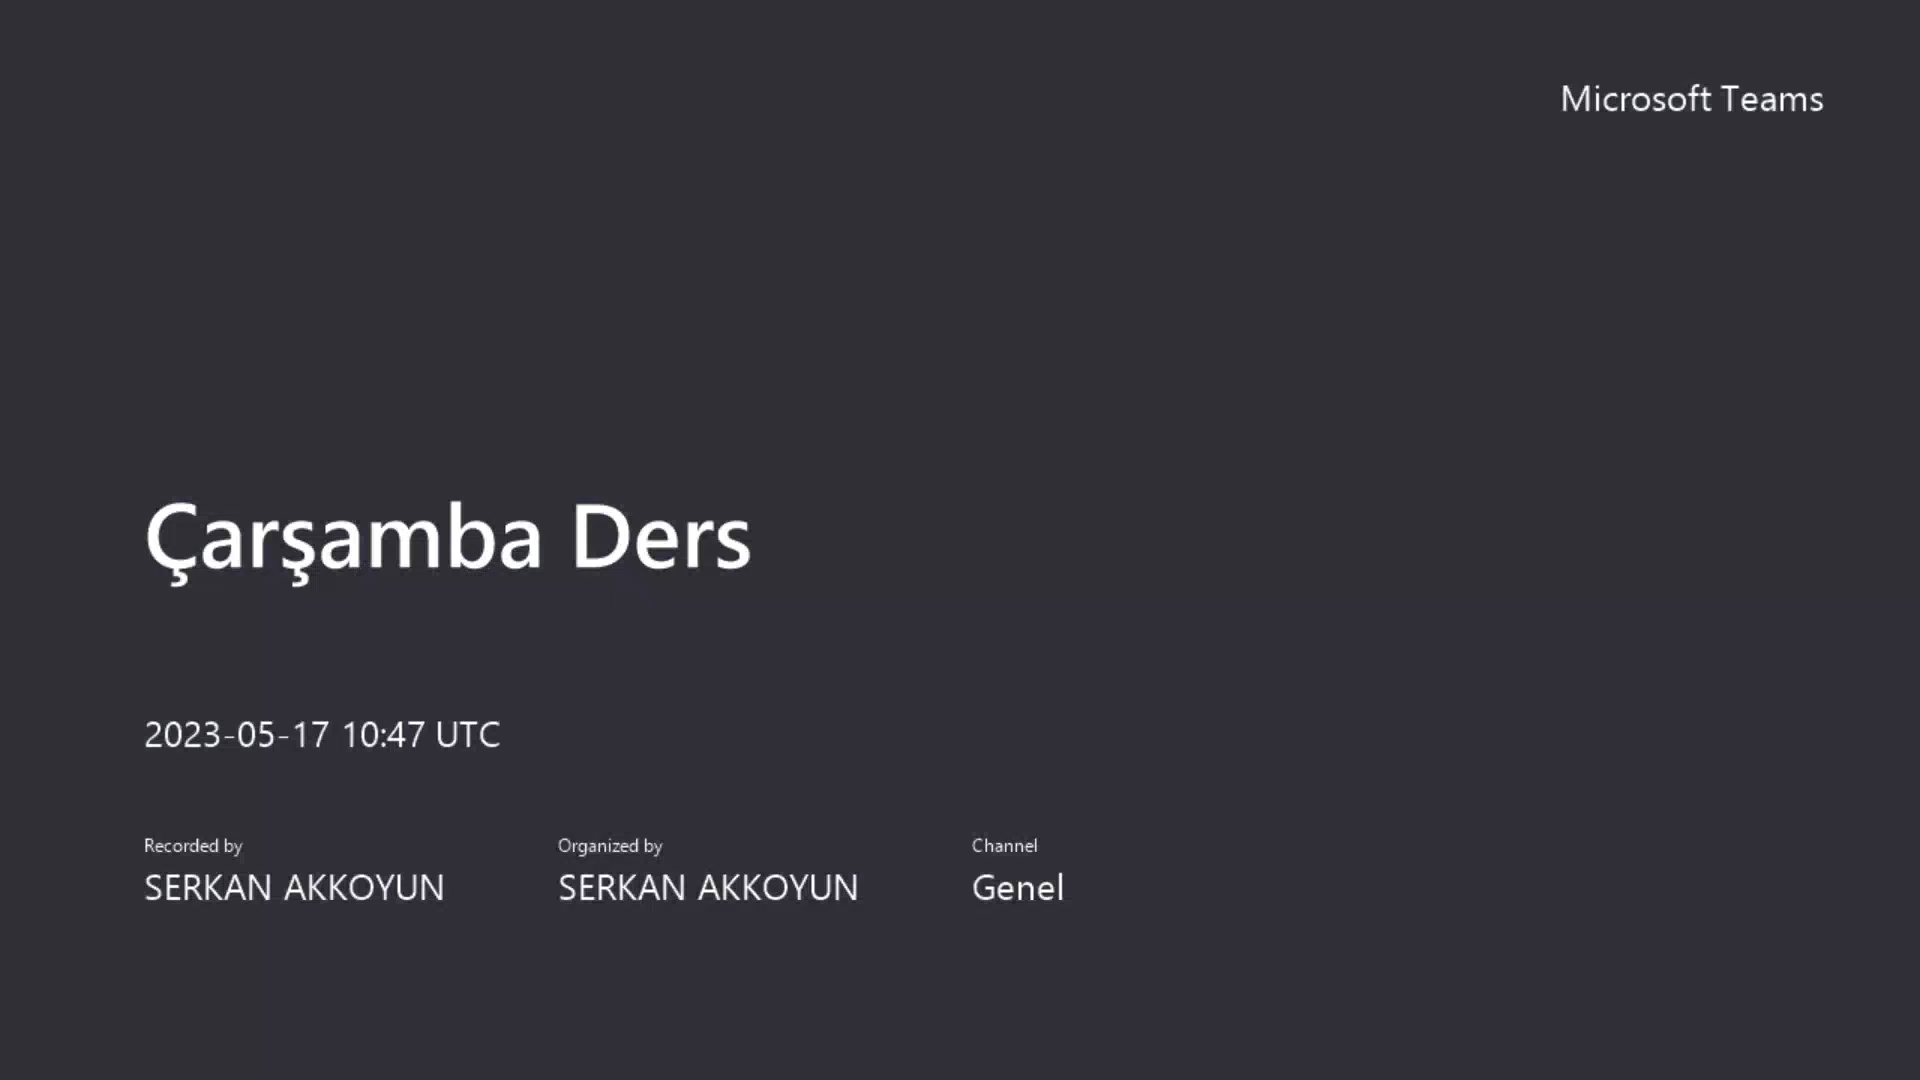 Microsoft Teams
Çarşamba Ders
2023-05-17 10:47 UTC
Recorded by
SERKAN AKKOYUN
Organized by
SERKAN AKKOYUN
Channel
Genel